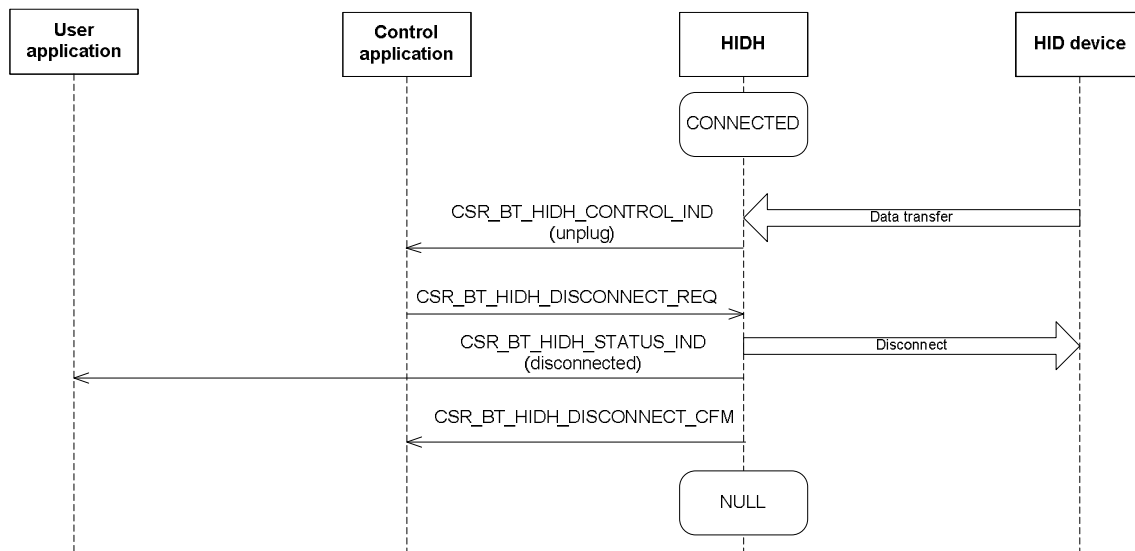 User
application
Control
application
HIDH
HID device
CONNECTED
CSR_BT_HIDH_CONTROL_IND
(unplug)
Data transfer
CSR_BT_HIDH_DISCONNECT_REQ
CSR_BT_HIDH_STATUS_IND
(disconnected)
Disconnect
CSR_BT_HIDH_DISCONNECT_CFM
NULL